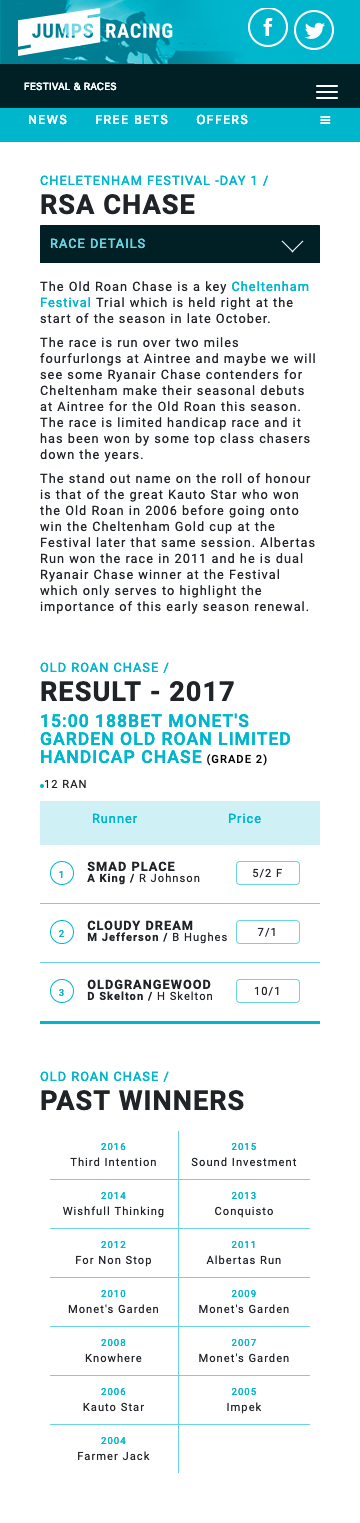 JUMPS RACING
FESTIVAL & RACES
NEWS FREE BETS OFFERS
CHELETENHAM FESTIVAL -DAY 1 /
RSA CHASE
RACE DETAILS
The Old Roan Chase is a key Cheltenham
Festival Trial which is held right at the
start of the season in late October.
The race is run over two miles
fourfurlongs at Aintree and maybe we will
see some Ryanair Chase contenders for
Cheltenham make their seasonal debuts
at Aintree for the Old Roan this season.
The race is limited handicap race and it
has been won by some top class chasers
down the years.
The stand out name on the roll of honour
is that of the great Kauto Star who won
the Old Roan in 2006 before going onto
win the Cheltenham Gold cup at the
Festival later that same session. Albertas
Run won the race in 2011 and he is dual
Ryanair Chase winner at the Festival
which only serves to highlight the
importance of this early season renewal.
OLD ROAN CHASE /
RESULT - 2017
15:00 188BET MONET'S
GARDEN OLD ROAN LIMITED
HANDICAP CHASE (GRADE 2)
•12 RAN
Runner Price
1 SMAD PLACE 5/2 F
A King / R Johnson
2 CLOUDY DREAM 7/1
M Jefferson / B Hughes
3 OLDGRANGEWOOD 10/1
D Skelton / H Skelton
OLD ROAN CHASE /
PAST WINNERS
2016 2015
Third Intention Sound Investment
2014 2013
Wishfull Thinking Conquisto
2012 2011
For Non Stop Albertas Run
2010 2009
Monet's Garden Monet's Garden
2008 2007
Knowhere Monet's Garden
2006 2005
Kauto Star Impek
2004
Farmer Jack